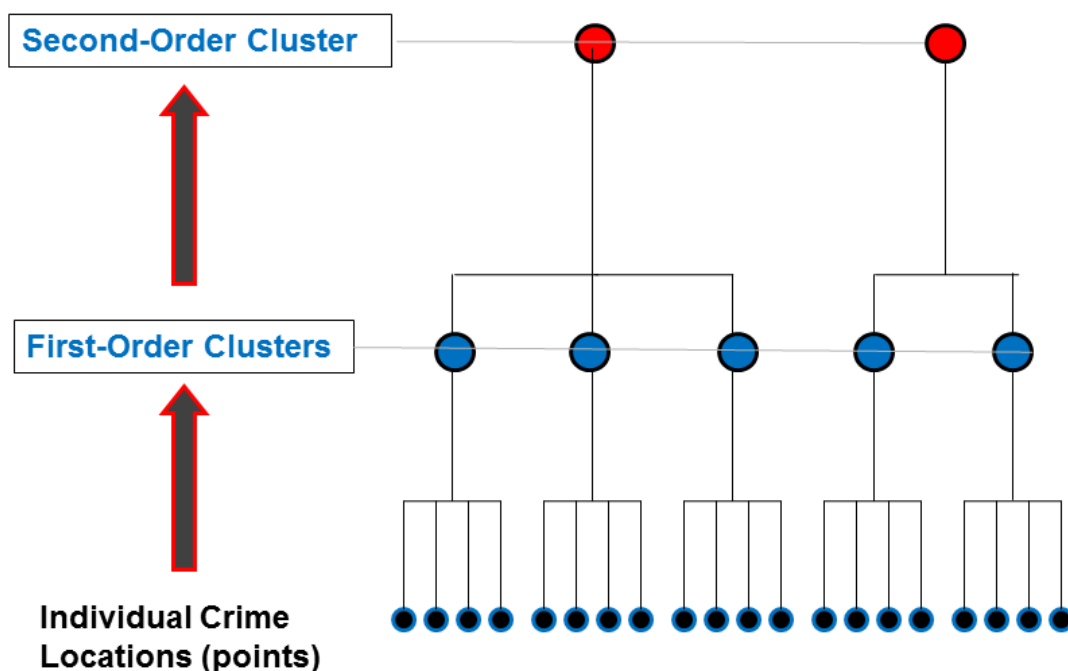 Second-Order Cluster
First-Order Clusters
Individual Crime
Locations (points)